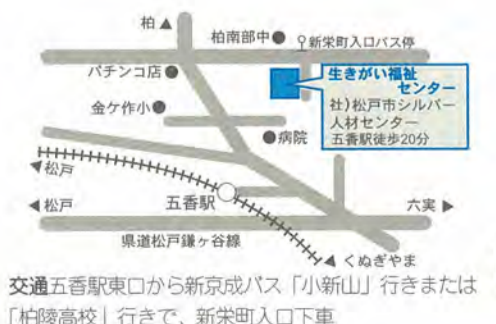 柏▲
柏南部中●
新栄町入口バス停
パチンコ店●
生きがい福祉
センター
社)松戸市シルバー
人材センター
五香駅徒歩20分
金ケ作小●
●病院
◀松戸
五香駅
◀松戸
六実▶
県道松戸鎌ヶ谷線
◀くぬぎやま
交通五香駅東口から新京成バス「小新山」行きまたは
「柏陵高校」行きで、新栄町入口下車